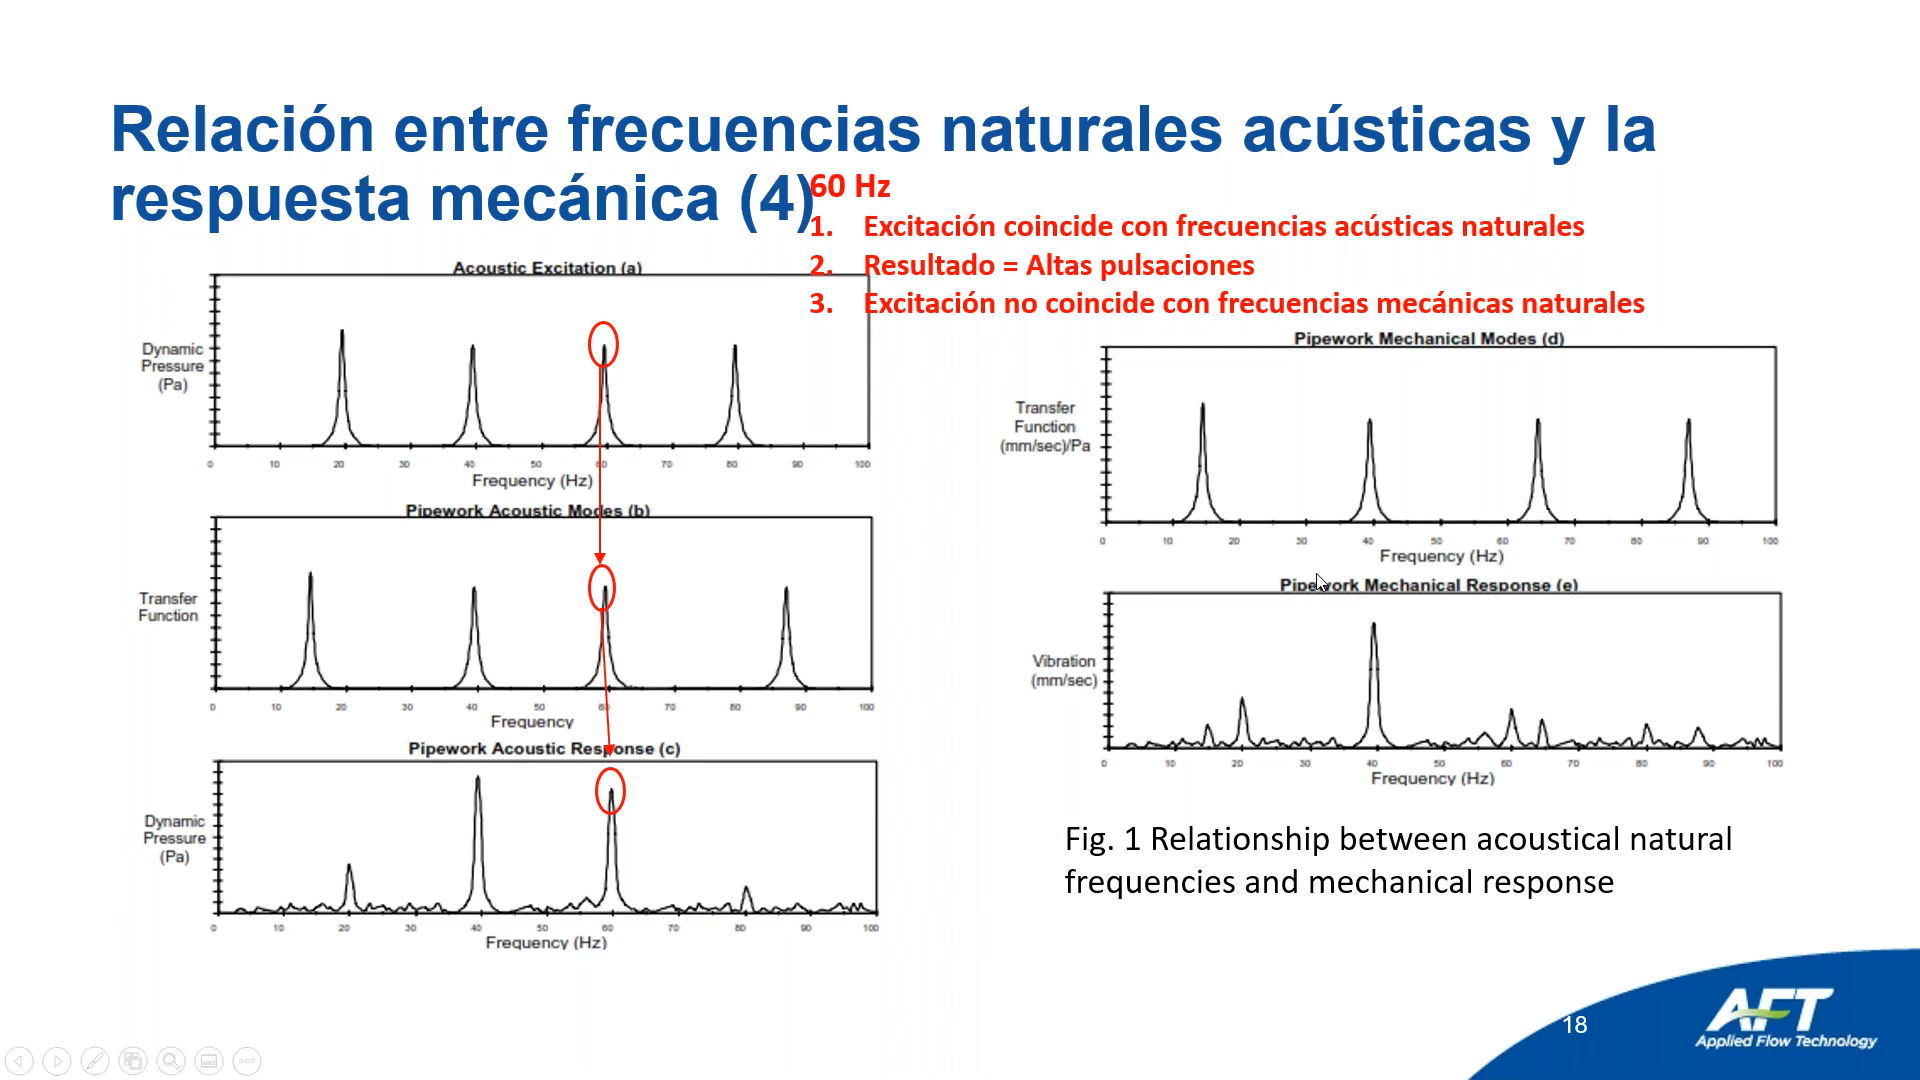 Relación entre frecuencias naturales acústicas y la
respuesta mecánica (4)
60 Hz
1. Excitación coincide con frecuencias acústicas naturales
2. Resultado = Altas pulsaciones
3. Excitación no coincide con frecuencias mecánicas naturales
Acoustic Excitation (a)
Dynamic
Pressure
(Pa)
0 10 20 30 40 50 60 70 80 90 100
Frequency (Hz)
Pipework Acoustic Modes (b)
Transfer
Function
0 10 20 30 40 50 60 70 80 90 100
Frequency
Pipework Acoustic Response (c)
Dynamic
Pressure
(Pa)
0 10 20 30 40 50 60 70 80 90 100
Frequency (Hz)
Pipework Mechanical Modes (d)
Transfer
Function
(mm/sec)/Pa
0 10 20 30 40 50 60 70 80 90 100
Frequency (Hz)
Pipework Mechanical Response (e)
Vibration
(mm/sec)
0 10 20 30 40 50 60 70 80 90 100
Frequency (Hz)
Fig. 1 Relationship between acoustical natural
frequencies and mechanical response
18
AFT
Applied Flow Technology